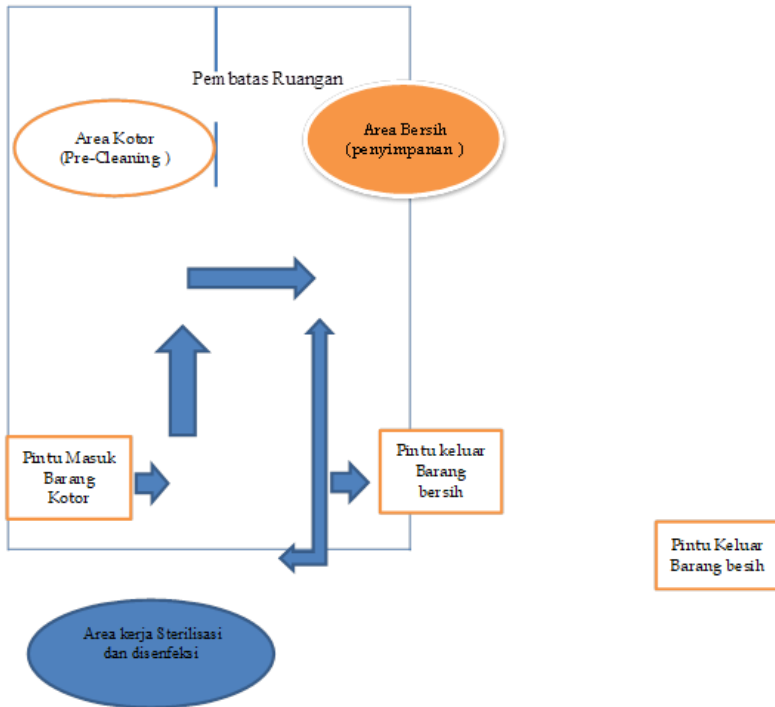 Pembatas Ruangan
Area Kotor
(Pre-Cleaning )
Area Bersih
(penyimpanan )
Pintu Masuk
Barang
Kotor
Pintu keluar
Barang
bersih
Pintu Keluar
Barang besih
Area kerja Sterilisasi
dan disenfeksi